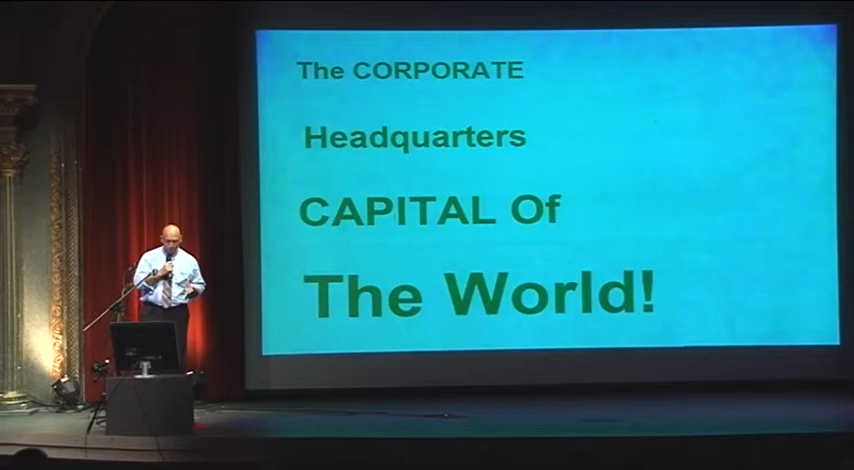 The CORPORATE
Headquarters
CAPITAL Of
The World!